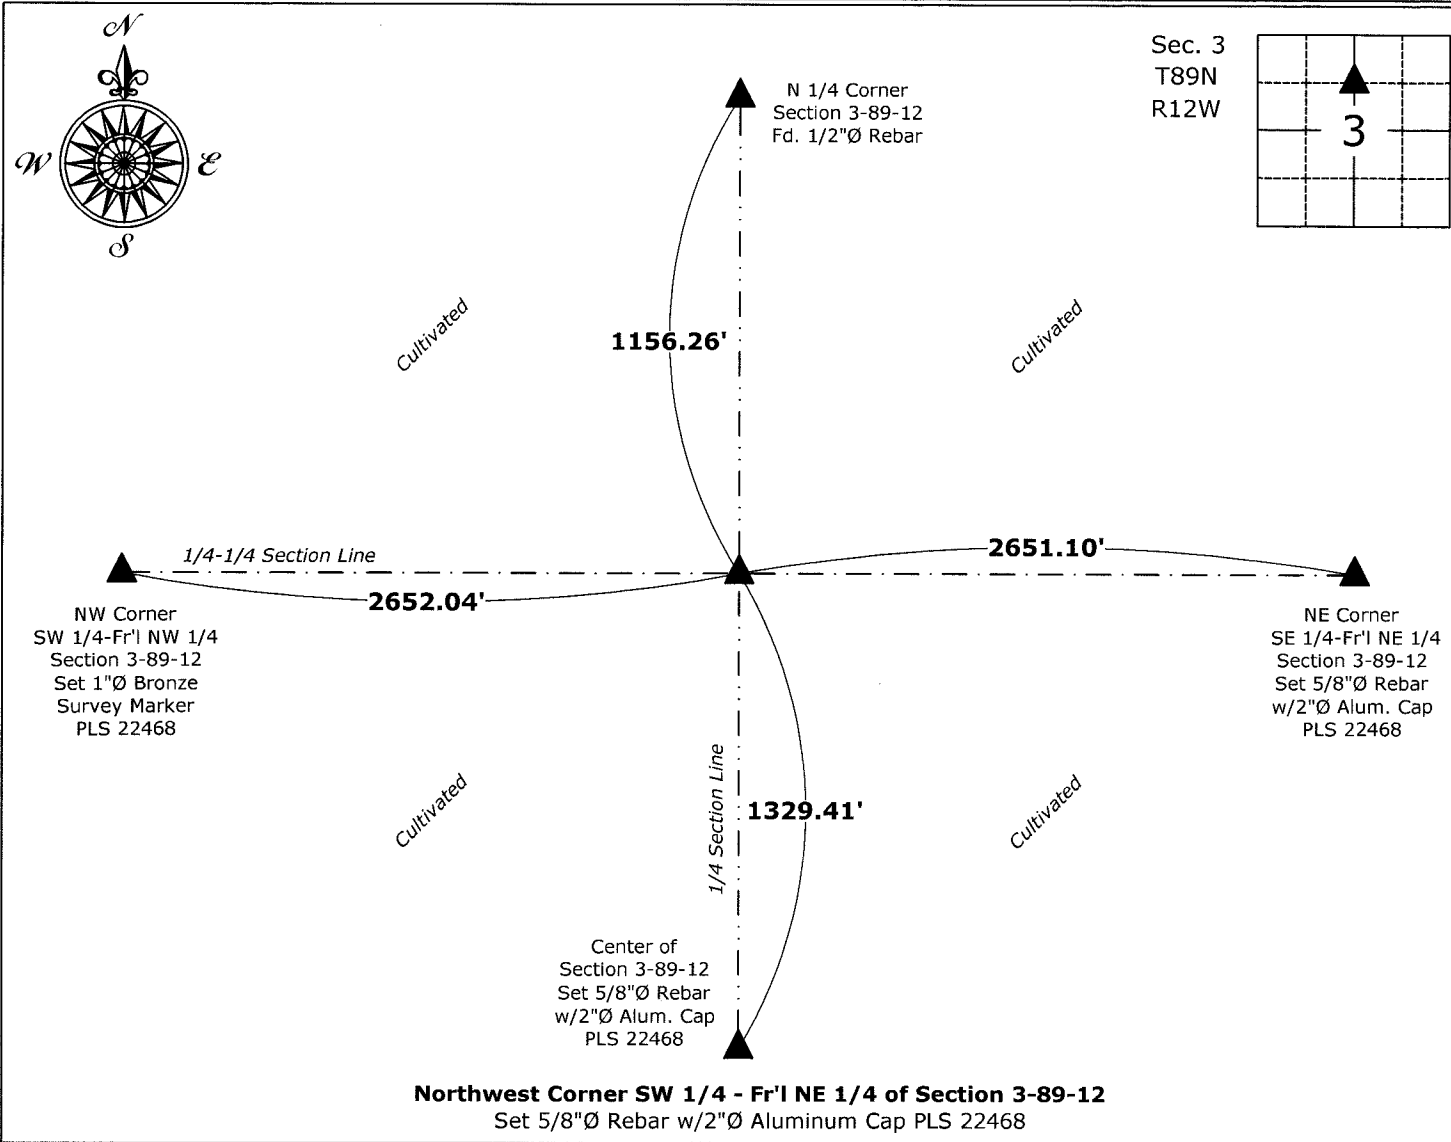 N
W
E
S
N 1/4 Corner
Section 3-89-12
Fd. 1/2"Ø Rebar
Sec. 3
T89N
R12W
3
Cultivated
1156.26'
Cultivated
1/4-1/4 Section Line
2652.04'
2651.10'
NW Corner
SW 1/4-Fr'l NW 1/4
Section 3-89-12
Set 1"Ø Bronze
Survey Marker
PLS 22468
NE Corner
SE 1/4-Fr'l NE 1/4
Section 3-89-12
Set 5/8"Ø Rebar
w/2"Ø Alum. Cap
PLS 22468
Cultivated
1/4 Section Line
1329.41'
Cultivated
Center of
Section 3-89-12
Set 5/8"Ø Rebar
w/2"Ø Alum. Cap
PLS 22468
Northwest Corner SW 1/4 - Fr'l NE 1/4 of Section 3-89-12
Set 5/8"Ø Rebar w/2"Ø Aluminum Cap PLS 22468